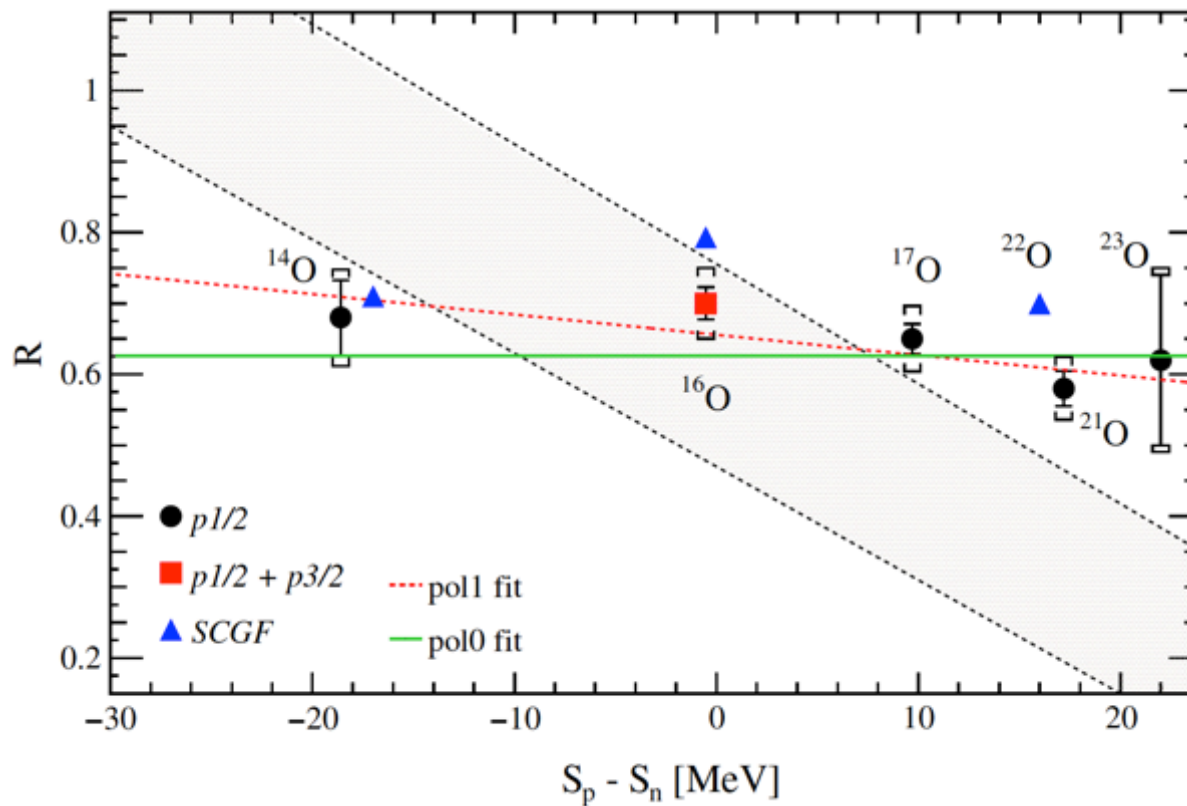 R
1
0.8
0.6
0.4
0.2
¹⁴O
¹⁶O
¹⁷O
²²O
²³O
²¹O
p1/2
p1/2 + p3/2
SCGF
pol1 fit
pol0 fit
−30 −20 −10 0 10 20
Sₚ - Sₙ [MeV]